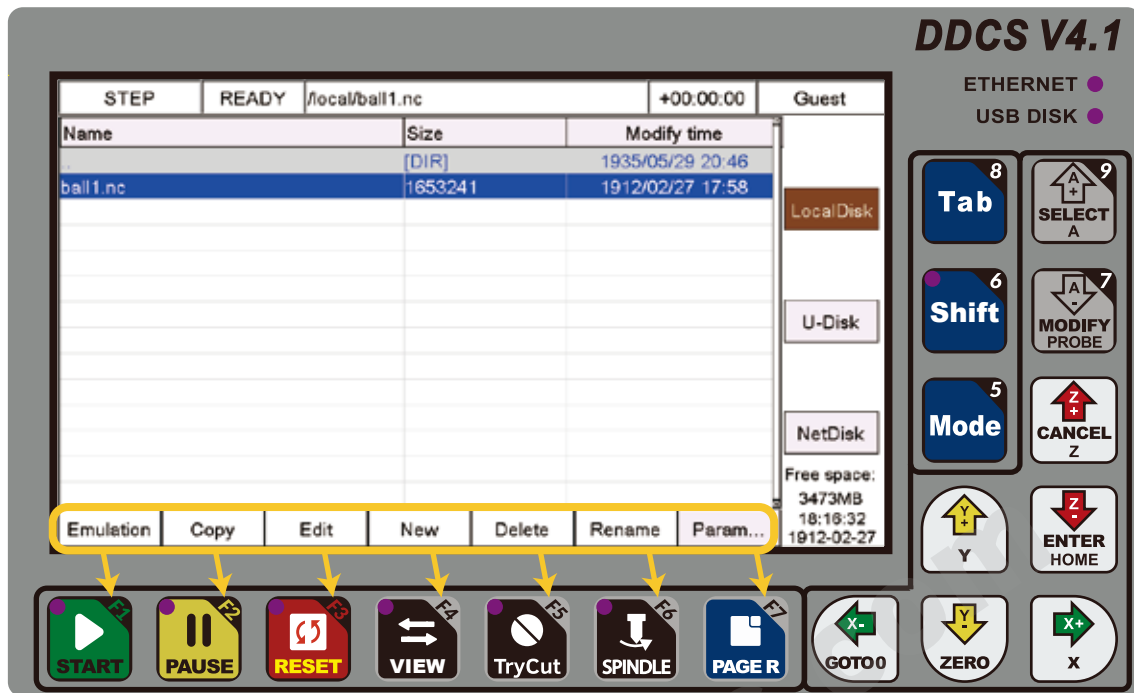 DDCS V4.1
ETHERNET
USB DISK
STEP READY /local/ball1.nc +00:00:00 Guest
Name Size Modify time
.. [DIR] 1935/05/29 20:46
ball1.nc 1653241 1912/02/27 17:58
LocalDisk
U-Disk
NetDisk
Free space:
3473MB
18:16:32
1912-02-27
Emulation Copy Edit New Delete Rename Param...
8 Tab
A+ 9 SELECT
A
6 Shift
A- 7 MODIFY
PROBE
5 Mode
Z+ CANCEL
Z
Y+
Y
Z- ENTER
HOME
F1 F2 F3 F4 F5 F6 F7
START PAUSE RESET VIEW TryCut SPINDLE PAGE R
X- Y- X+
GOTO0 ZERO X